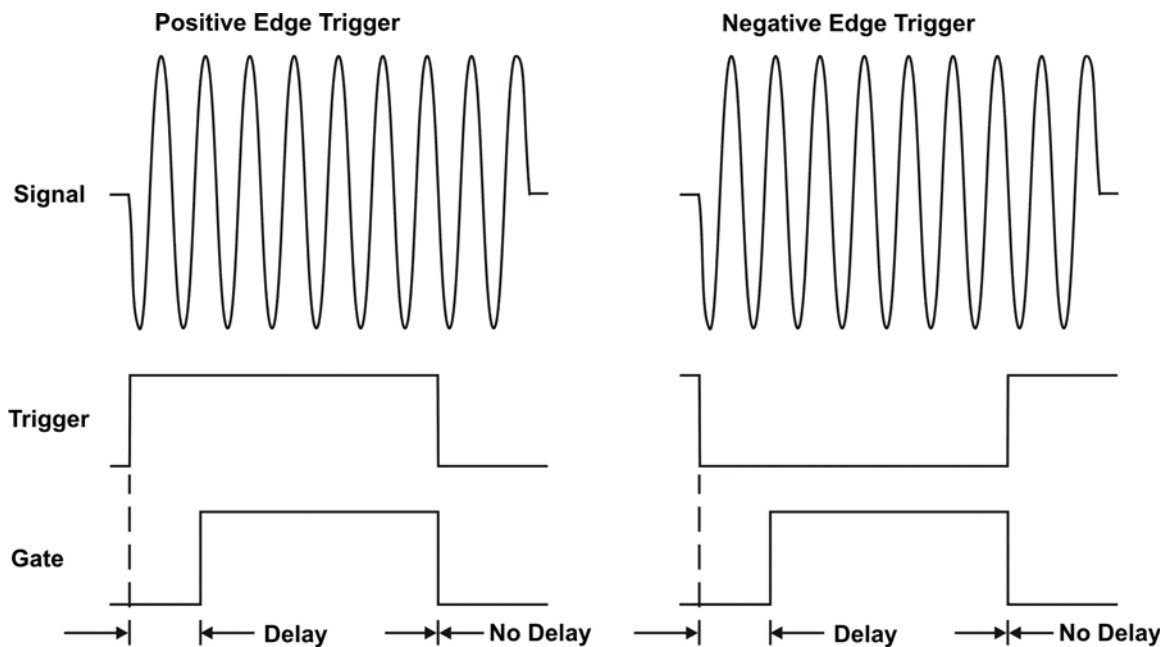 Positive Edge Trigger
Negative Edge Trigger
Signal
Trigger
Gate
Delay
No Delay
Delay
No Delay